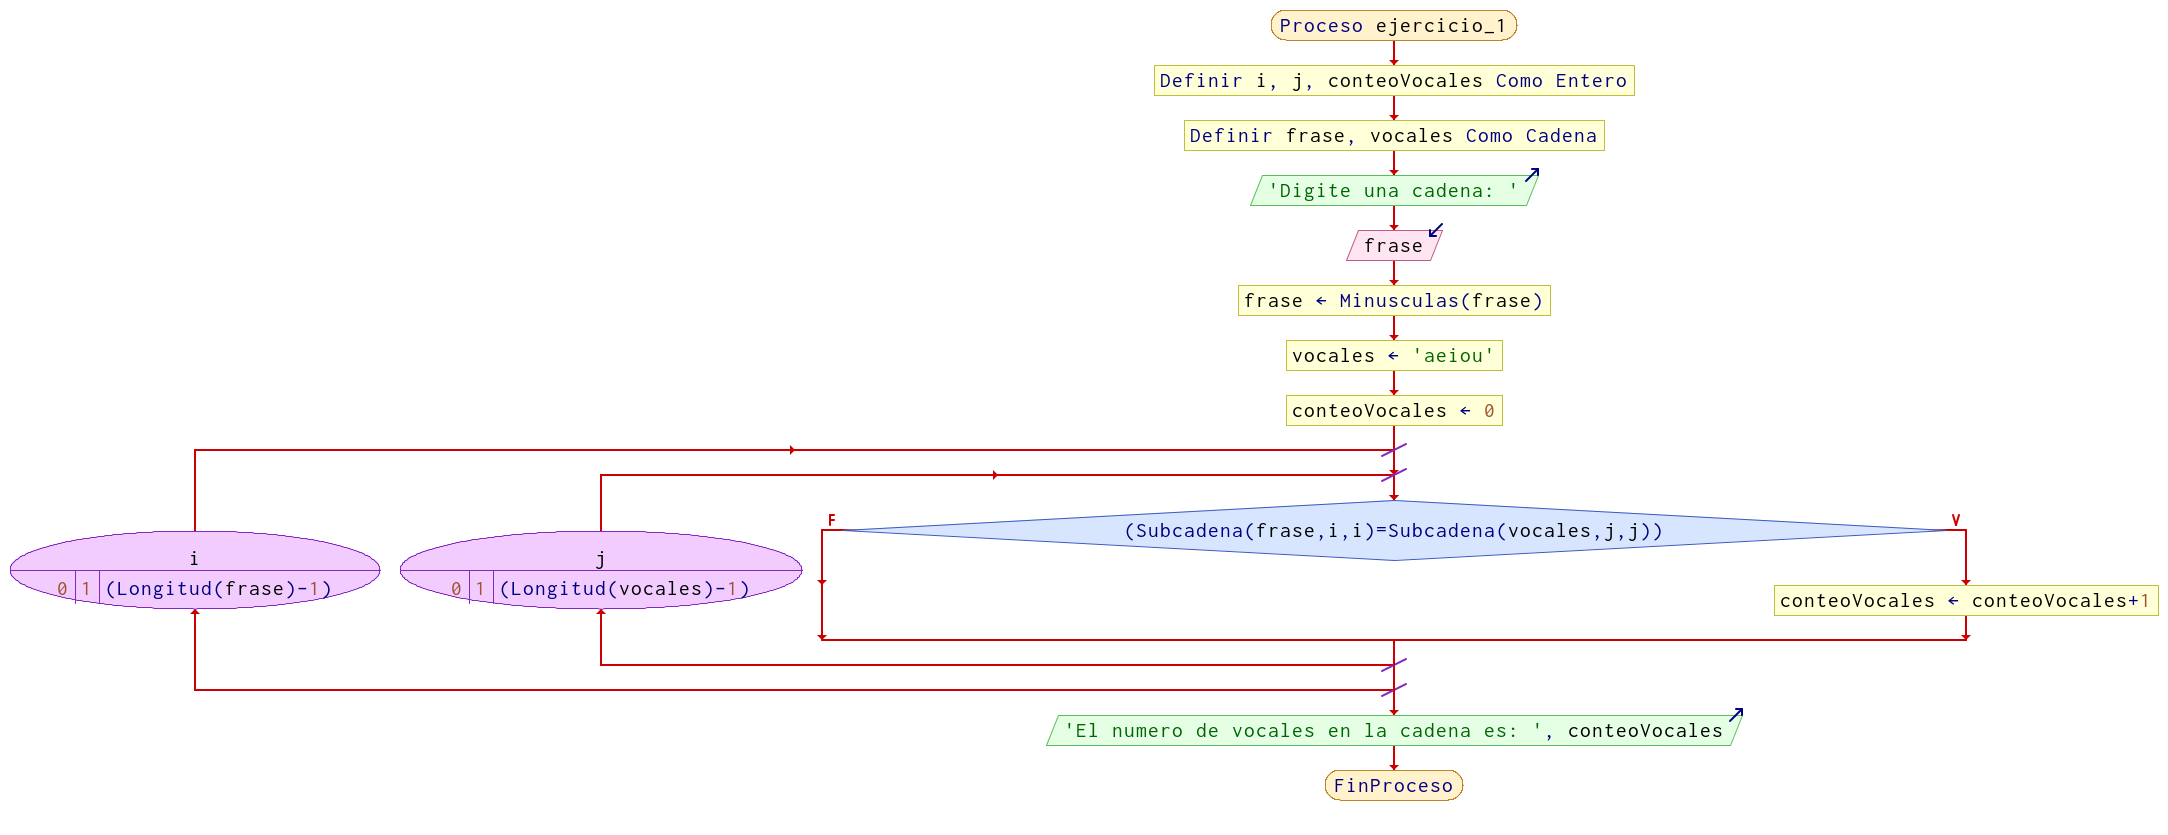 Proceso ejercicio_1
Definir i, j, conteoVocales Como Entero
Definir frase, vocales Como Cadena
'Digite una cadena: '
frase
frase ← Minusculas(frase)
vocales ← 'aeiou'
conteoVocales ← 0
i
0 1 (Longitud(frase)-1)
j
0 1 (Longitud(vocales)-1)
F
(Subcadena(frase,i,i)=Subcadena(vocales,j,j))
V
conteoVocales ← conteoVocales+1
'El numero de vocales en la cadena es: ', conteoVocales
FinProceso